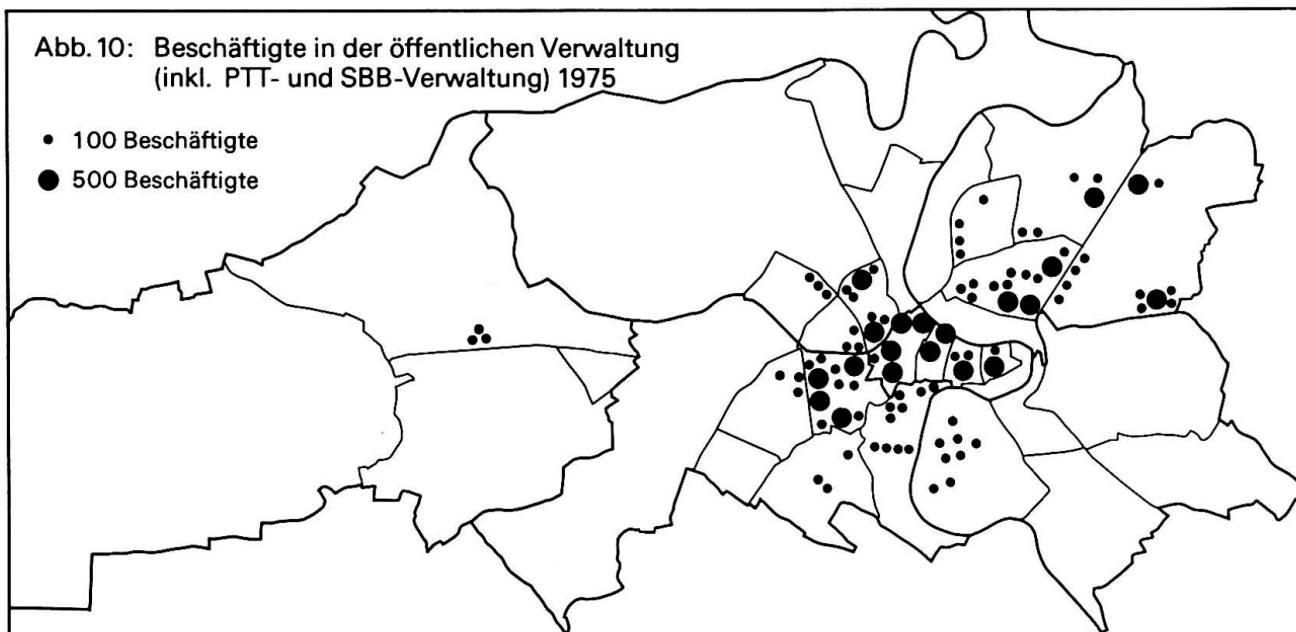 Abb. 10: Beschäftigte in der öffentlichen Verwaltung
(inkl. PTT- und SBB-Verwaltung) 1975
100 Beschäftigte
500 Beschäftigte